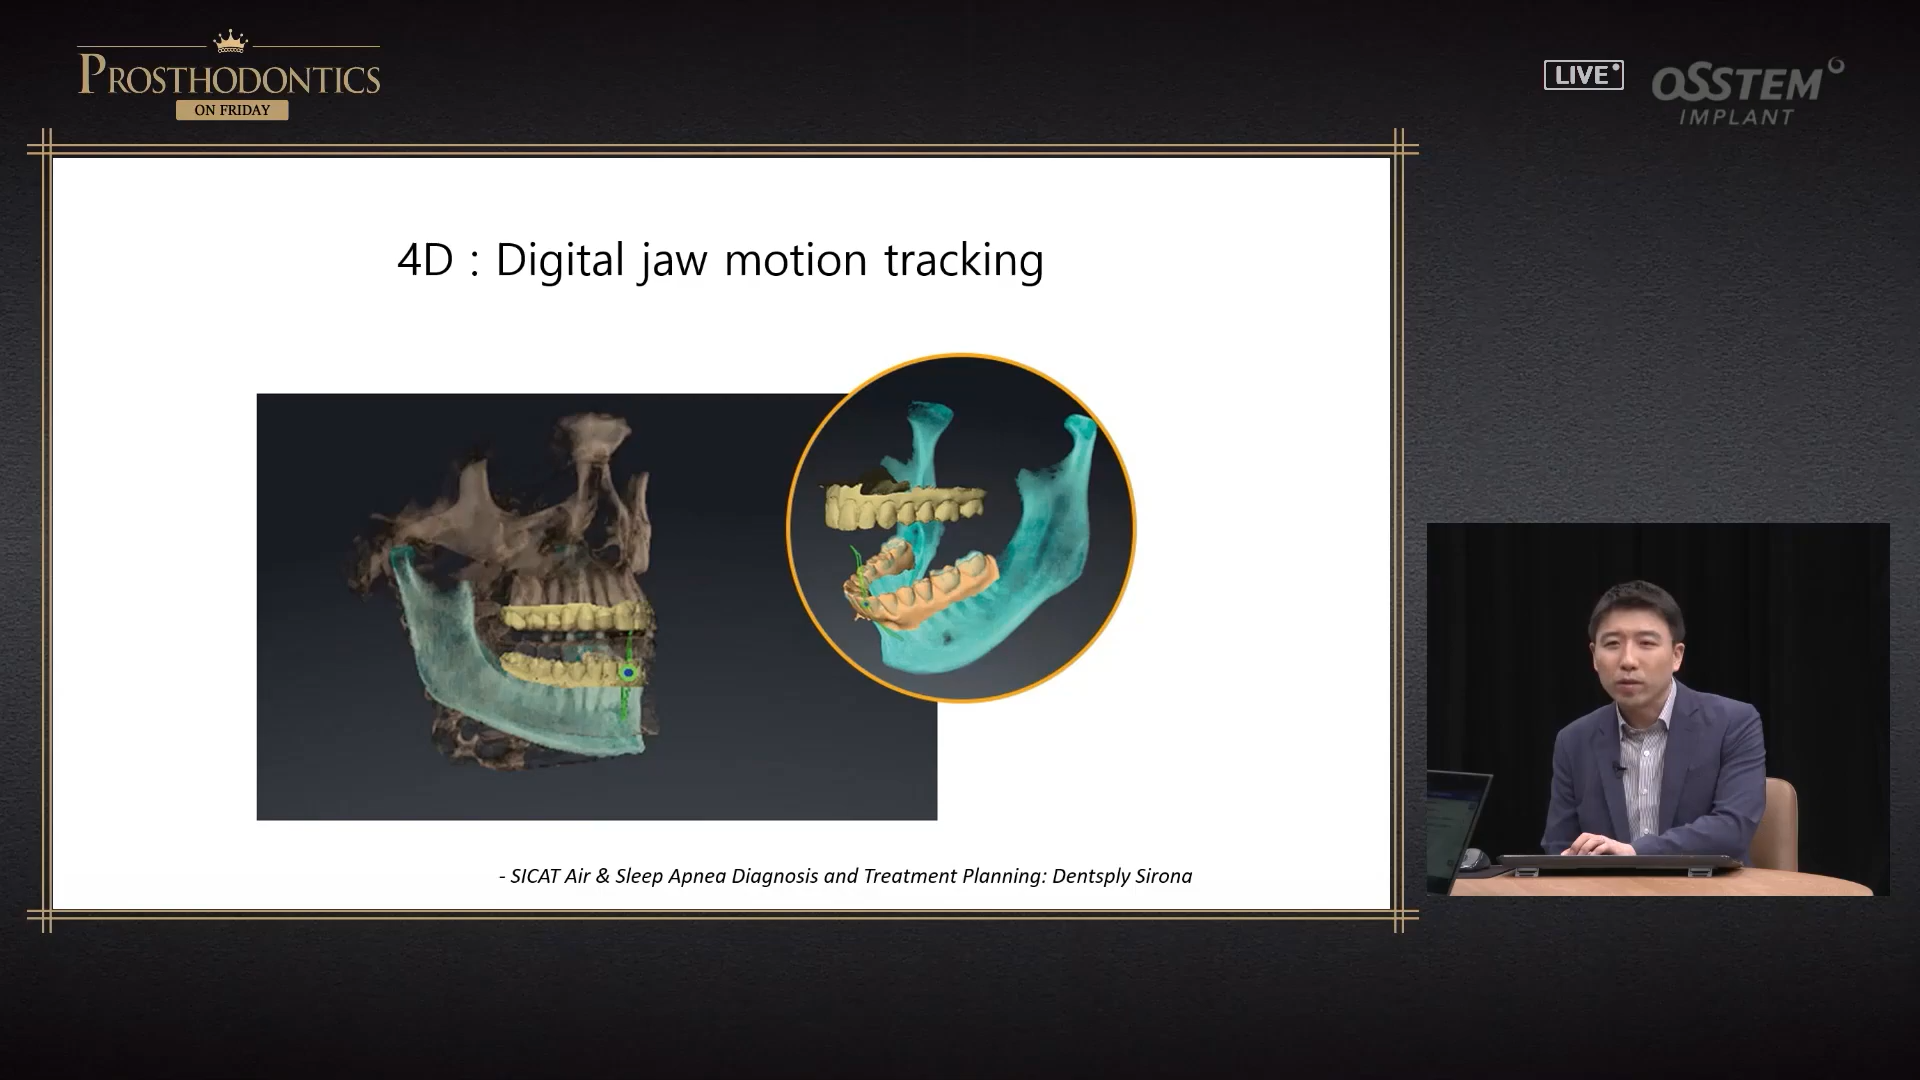 PROSTHODONTICS
ON FRIDAY
LIVE
OSSTEM
IMPLANT
4D : Digital jaw motion tracking
- SICAT Air & Sleep Apnea Diagnosis and Treatment Planning: Dentsply Sirona